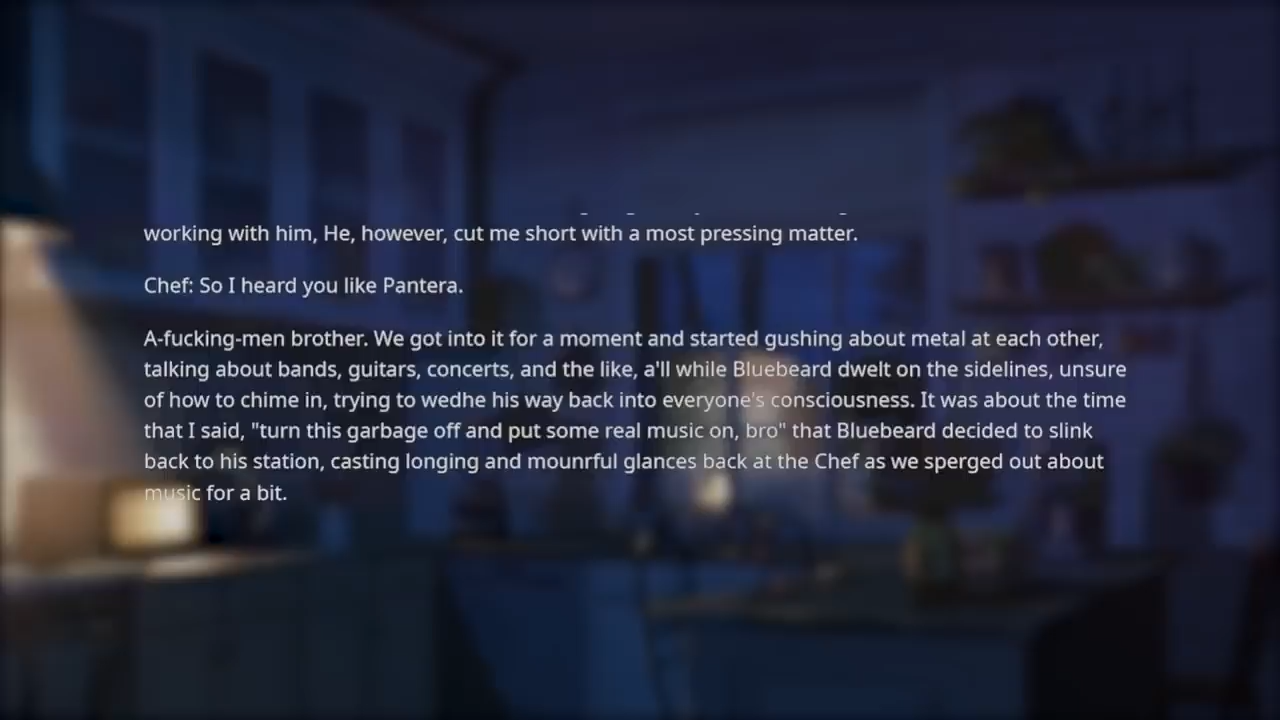 working with him, He, however, cut me short with a most pressing matter.
Chef: So I heard you like Pantera.
A-fucking-men brother. We got into it for a moment and started gushing about metal at each other,
talking about bands, guitars, concerts, and the like, a'll while Bluebeard dwelt on the sidelines, unsure
of how to chime in, trying to wedhe his way back into everyone's consciousness. It was about the time
that I said, "turn this garbage off and put some real music on, bro" that Bluebeard decided to slink
back to his station, casting longing and mounrful glances back at the Chef as we sperged out about
music for a bit.